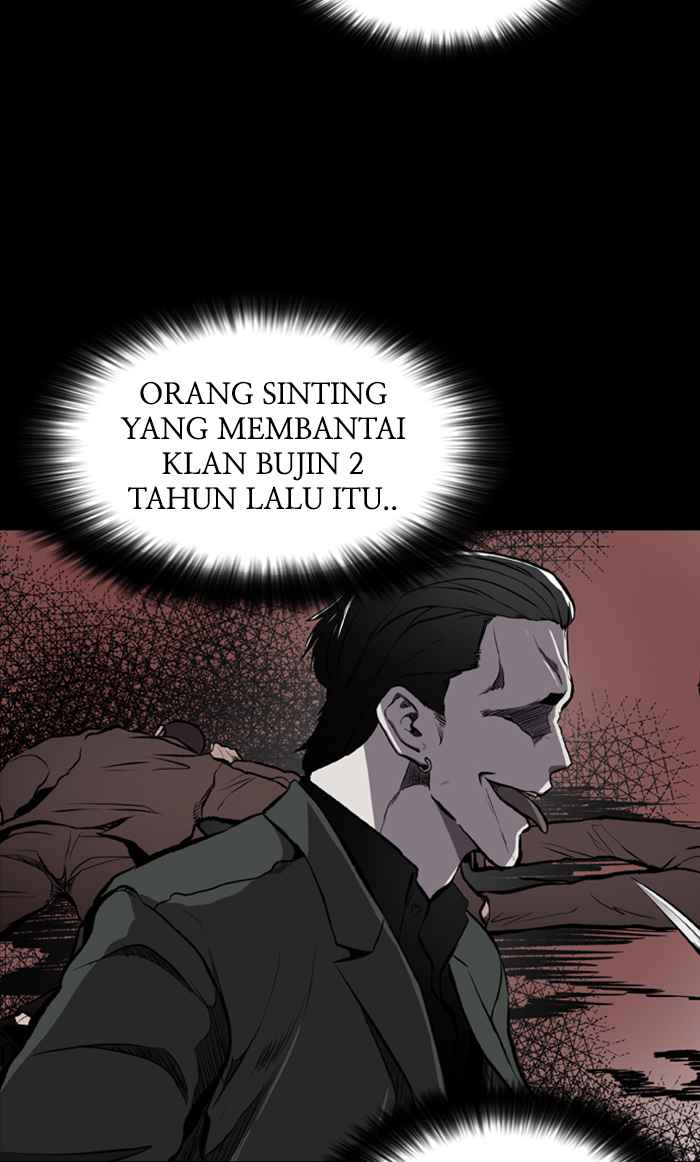 ORANG SINTING
YANG MEMBANTAI
KLAN BUJIN 2
TAHUN LALU ITU..